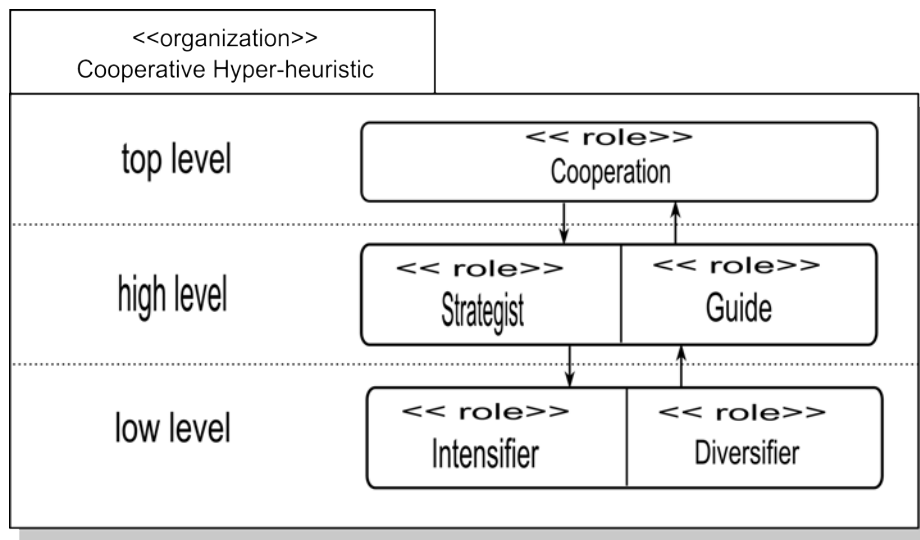 <<organization>>
Cooperative Hyper-heuristic
top level
<< role>>
Cooperation
high level
<< role>>
Strategist
<< role>>
Guide
low level
<< role>>
Intensifier
<< role>>
Diversifier